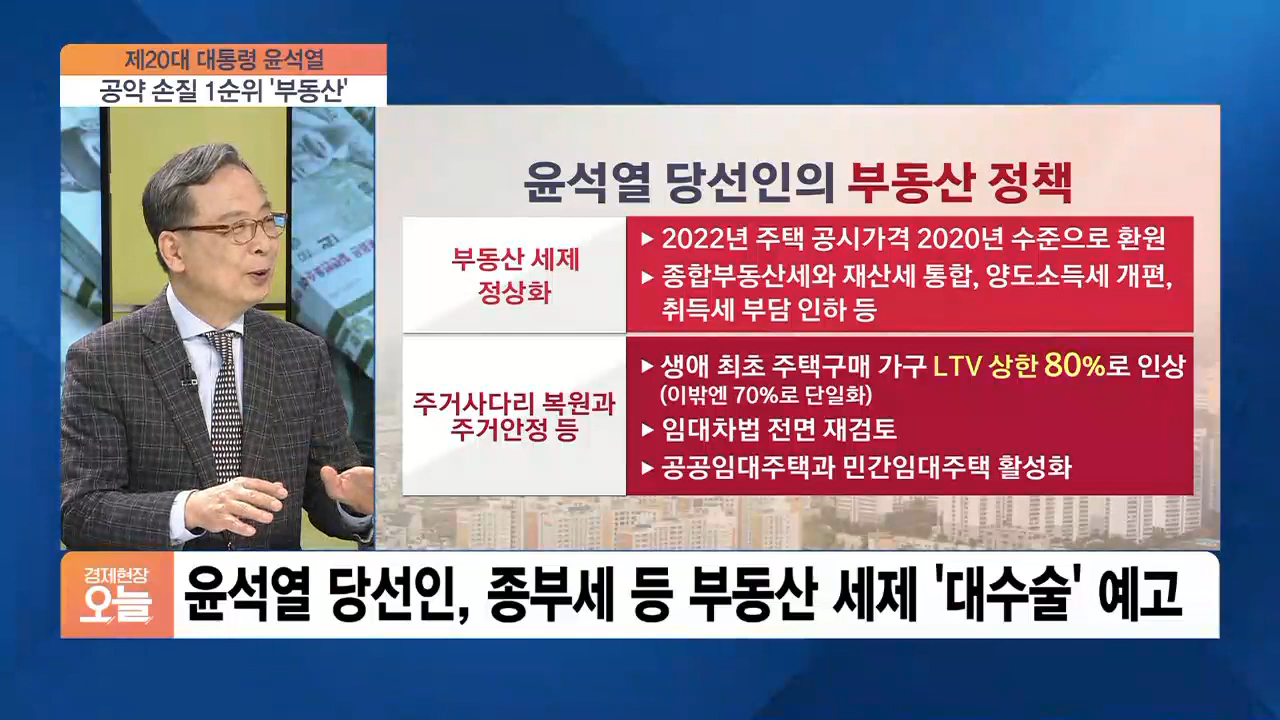 제20대 대통령 윤석열
공약 손질 1순위 '부동산'
윤석열 당선인의 부동산 정책
부동산 세제
정상화
▶ 2022년 주택 공시가격 2020년 수준으로 환원
▶ 종합부동산세와 재산세 통합, 양도소득세 개편,
취득세 부담 인하 등
주거사다리 복원과
주거안정 등
▶ 생애 최초 주택구매 가구 LTV 상한 80%로 인상
(이밖엔 70%로 단일화)
▶ 임대차법 전면 재검토
▶ 공공임대주택과 민간임대주택 활성화
경제현장
오늘
윤석열 당선인, 종부세 등 부동산 세제 '대수술' 예고